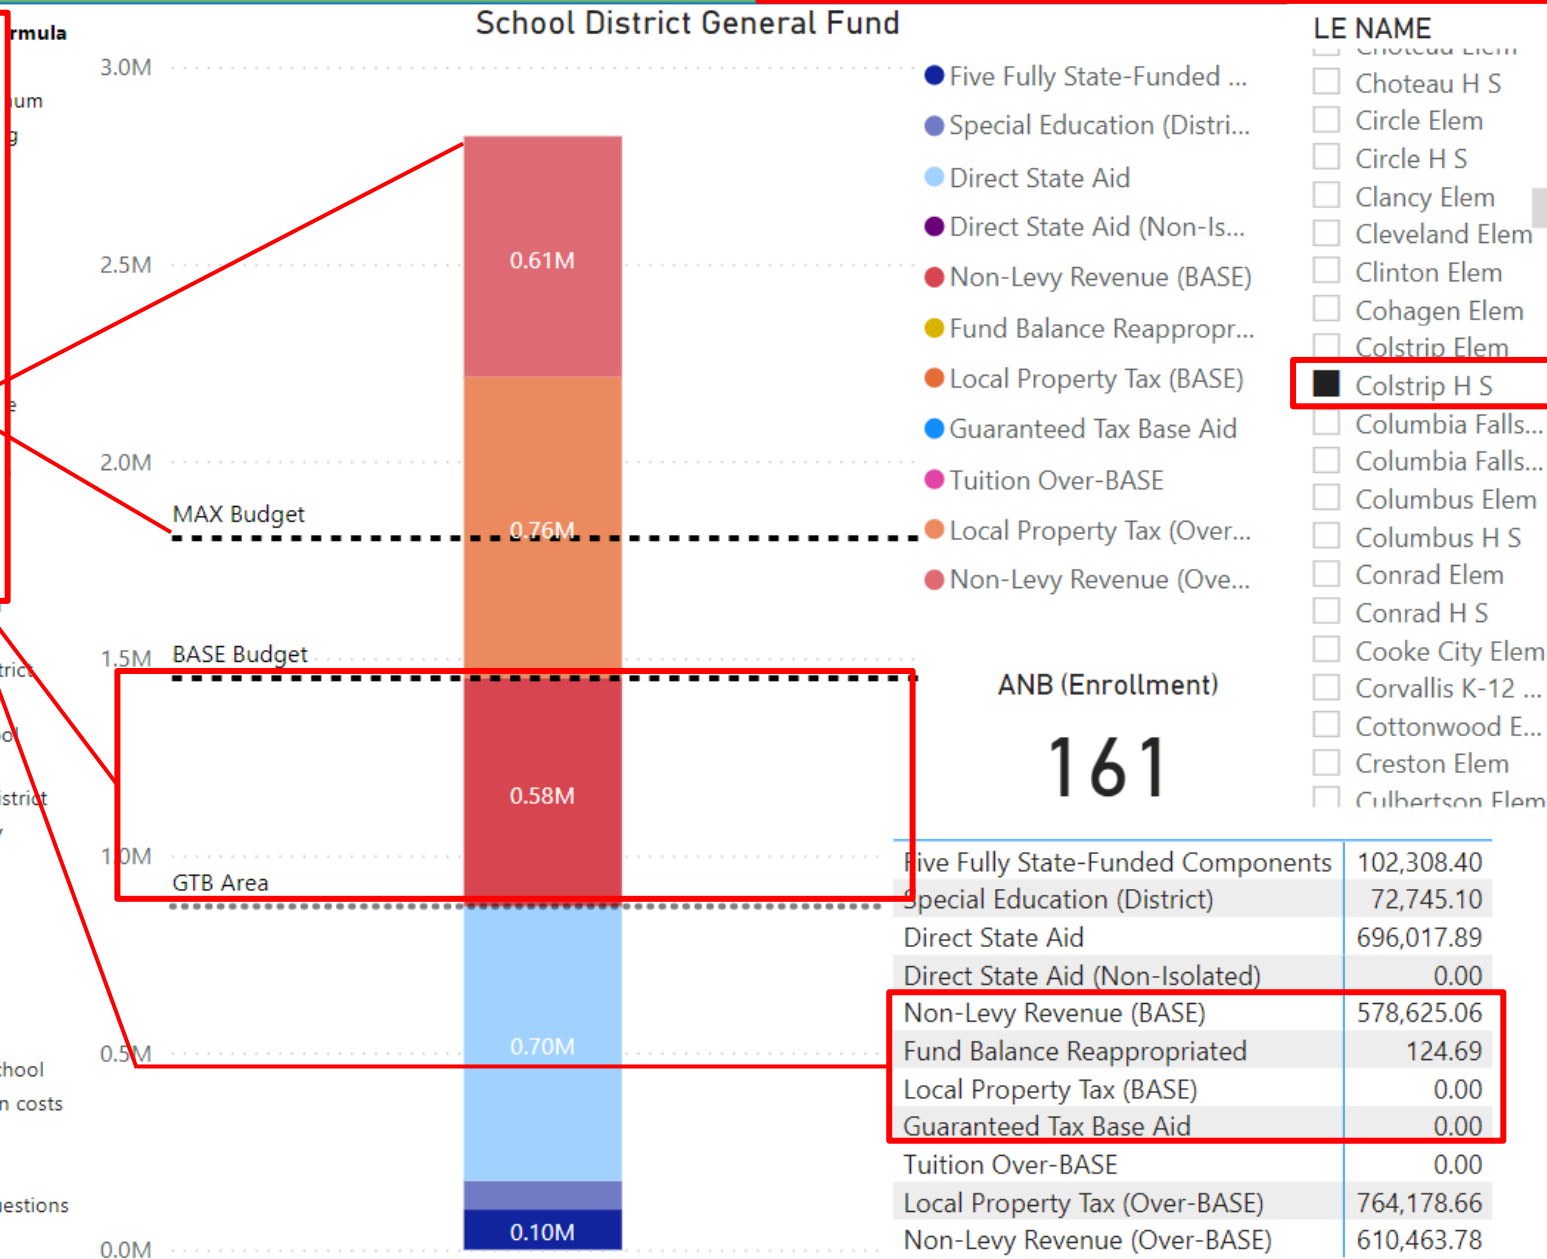 School District General Fund
3.0M
2.5M
2.0M
1.5M
1.0M
0.5M
0.0M
MAX Budget
BASE Budget
GTB Area
0.61M
0.76M
0.58M
0.70M
0.10M
Five Fully State-Funded ...
Special Education (Distri...
Direct State Aid
Direct State Aid (Non-Is...
Non-Levy Revenue (BASE)
Fund Balance Reappropr...
Local Property Tax (BASE)
Guaranteed Tax Base Aid
Tuition Over-BASE
Local Property Tax (Over...
Non-Levy Revenue (Ove...
ANB (Enrollment)
161
LE NAME
Choteau Elem
Choteau H S
Circle Elem
Circle H S
Clancy Elem
Cleveland Elem
Clinton Elem
Cohagen Elem
Colstrip Elem
Colstrip H S
Columbia Falls...
Columbia Falls...
Columbus Elem
Columbus H S
Conrad Elem
Conrad H S
Cooke City Elem
Corvallis K-12 ...
Cottonwood E...
Creston Elem
Culbertson Elem
Five Fully State-Funded Components 102,308.40
Special Education (District) 72,745.10
Direct State Aid 696,017.89
Direct State Aid (Non-Isolated) 0.00
Non-Levy Revenue (BASE) 578,625.06
Fund Balance Reappropriated 124.69
Local Property Tax (BASE) 0.00
Guaranteed Tax Base Aid 0.00
Tuition Over-BASE 0.00
Local Property Tax (Over-BASE) 764,178.66
Non-Levy Revenue (Over-BASE) 610,463.78
costs